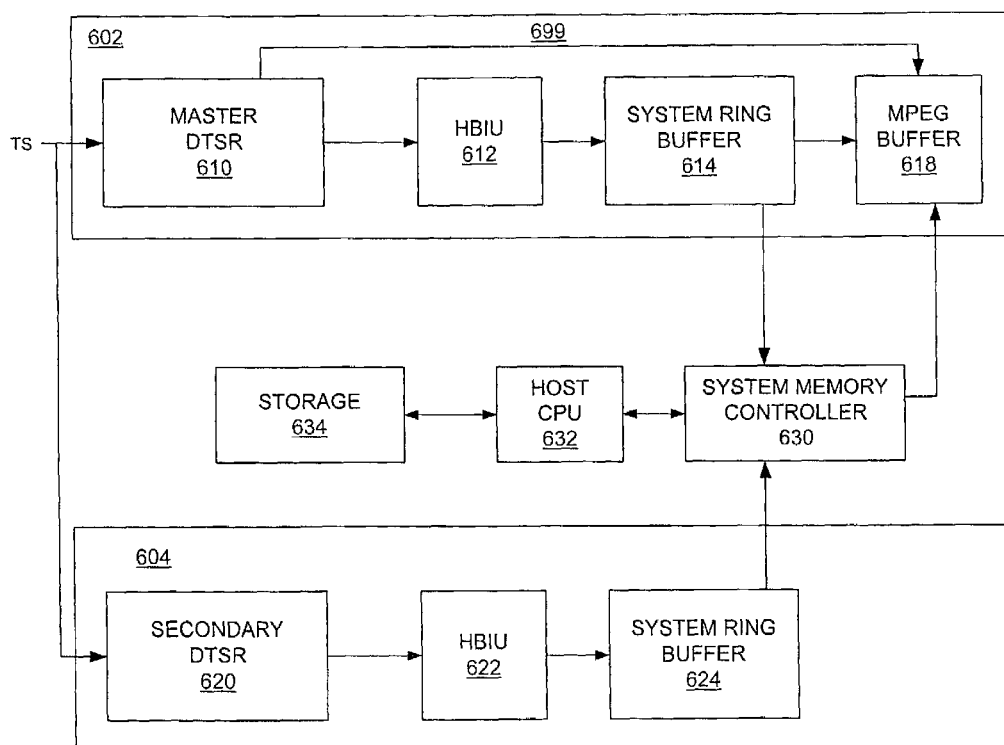 602
699
TS
MASTER
DTSR
610
HBIU
612
SYSTEM RING
BUFFER
614
MPEG
BUFFER
618
STORAGE
634
HOST
CPU
632
SYSTEM MEMORY
CONTROLLER
630
604
SECONDARY
DTSR
620
HBIU
622
SYSTEM RING
BUFFER
624